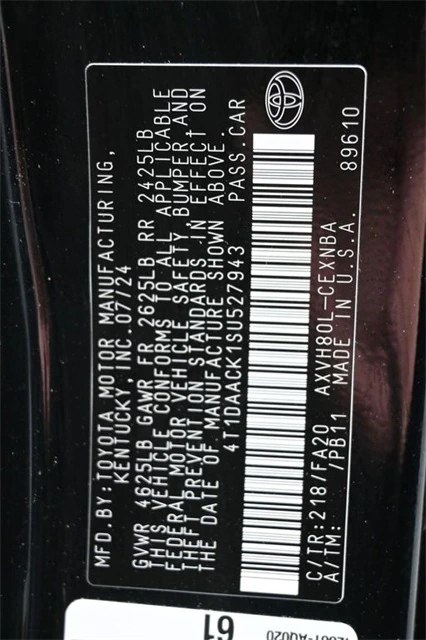 MFD.BY:TOYOTA MOTOR MANUFACTURING,
KENTUCKY,INC.07/24
GVWR 4625LB GAWR FR 2625LB RR 2425LB
THIS VEHICLE CONFORMS TO ALL APPLICABLE
FEDERAL MOTOR VEHICLE SAFETY, BUMPER AND
THEFT PREVENTION STANDARDS IN EFFECT ON
THE DATE OF MANUFACTURE SHOWN ABOVE.
4T1DAACK1SU527943 PASS.CAR
C/TR:218/FA20 AXVH80L-CEXNBA
A/TM: /PB11 MADE IN U.S.A. 89610
61